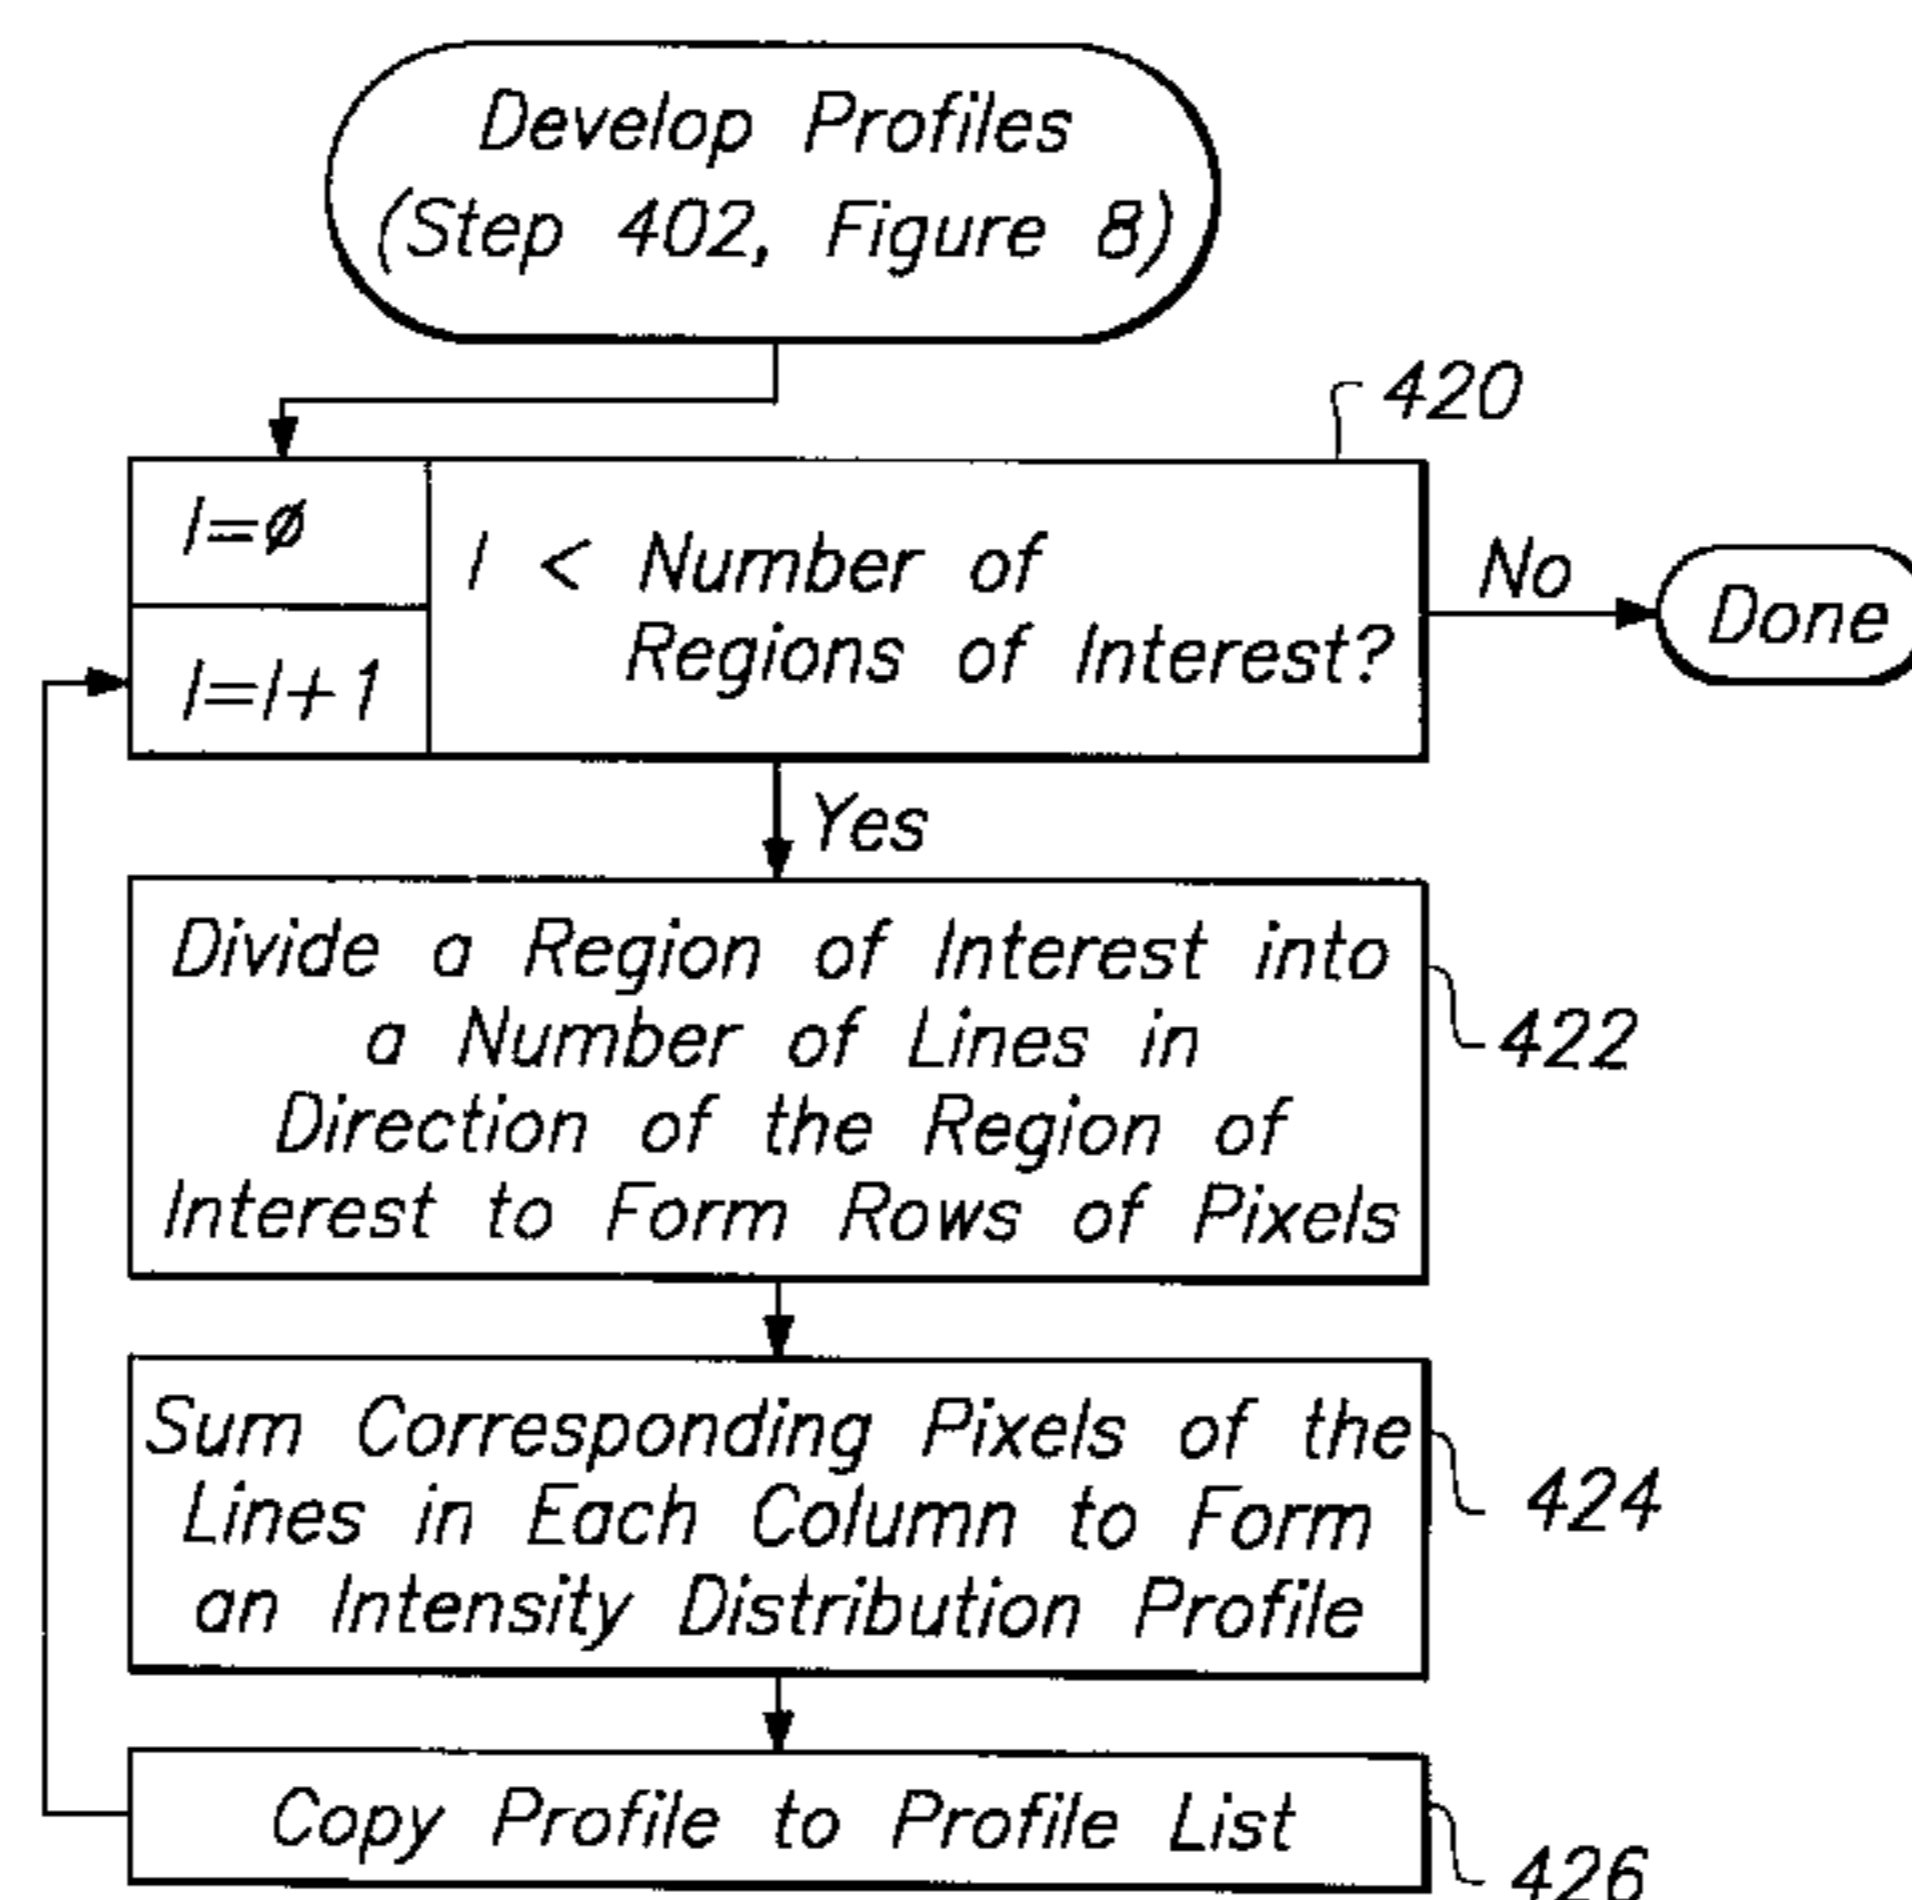 Develop Profiles
(Step 402, Figure 8)
420
I=ø
I < Number of
Regions of Interest?
No
Done
I=I+1
Yes
Divide a Region of Interest into
a Number of Lines in
Direction of the Region of
Interest to Form Rows of Pixels
422
Sum Corresponding Pixels of the
Lines in Each Column to Form
an Intensity Distribution Profile
424
Copy Profile to Profile List
426